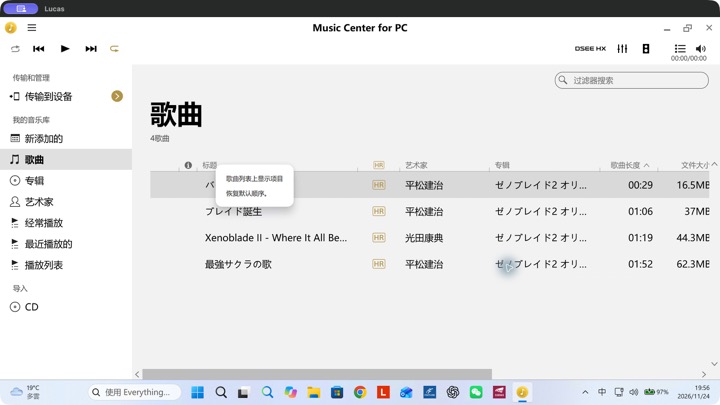 Lucas
Music Center for PC
DSEE HX
00:00/00:00
传输和管理
传输到设备
我的音乐库
新添加的
歌曲
专辑
艺术家
经常播放
最近播放的
播放列表
导入
CD
过滤器搜索
歌曲
4歌曲
标题 HR 艺术家 专辑 歌曲长度 文件大小
歌曲列表上显示项目
恢复默认顺序。
HR 平松建治 ゼノブレイド2 オリ... 00:29 16.5MB
ブレイド誕生 HR 平松建治 ゼノブレイド2 オリ... 01:06 37MB
Xenoblade II - Where It All Be... HR 光田康典 ゼノブレイド2 オリ... 01:19 44.3MB
最強サクラの歌 HR 平松建治 ゼノブレイド2 オリ... 01:52 62.3MB
19°C
多云
使用 Everything...
中
97%
19:56
2026/11/24